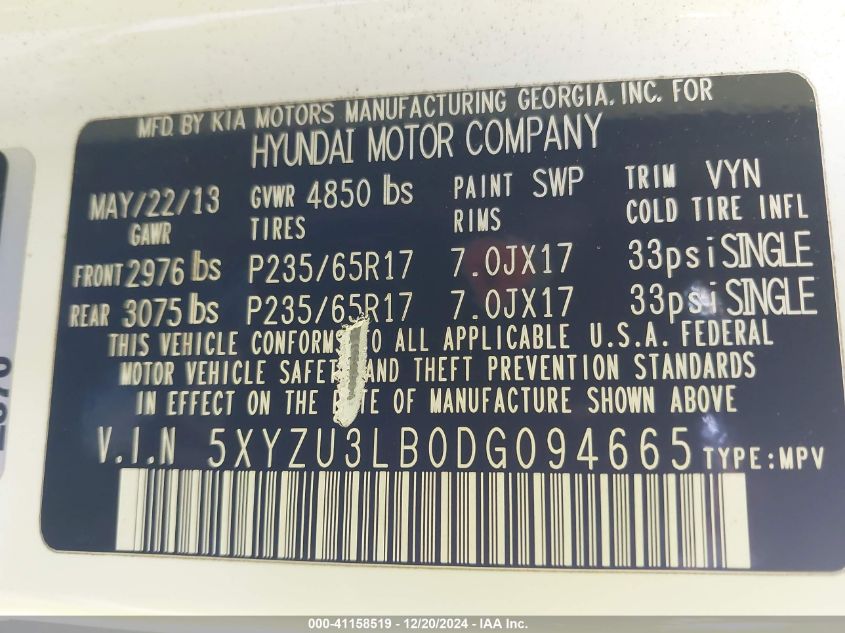 MFD. BY KIA MOTORS MANUFACTURING GEORGIA, INC. FOR
HYUNDAI MOTOR COMPANY
MAY/22/13 GVWR 4850 lbs PAINT SWP TRIM VYN
GAWR TIRES RIMS COLD TIRE INFL
FRONT 2976 lbs P235/65R17 7.0JX17 33psi SINGLE
REAR 3075 lbs P235/65R17 7.0JX17 33psi SINGLE
THIS VEHICLE CONFORMS TO ALL APPLICABLE U.S.A. FEDERAL
MOTOR VEHICLE SAFETY AND THEFT PREVENTION STANDARDS
IN EFFECT ON THE DATE OF MANUFACTURE SHOWN ABOVE
V.I.N 5XYZU3LB0DG094665 TYPE:MPV
000-41158519 - 12/20/2024 - IAA Inc.